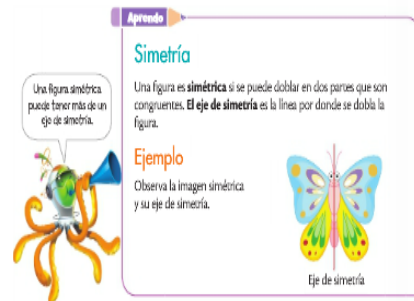 Aprendo
Simetría
Una figura simétrica
puede tener más de un
eje de simetría.
Una figura es simétrica si se puede doblar en dos partes que son
congruentes. El eje de simetría es la línea por donde se dobla la
figura.
Ejemplo
Observa la imagen simétrica
y su eje de simetría.
Eje de simetría